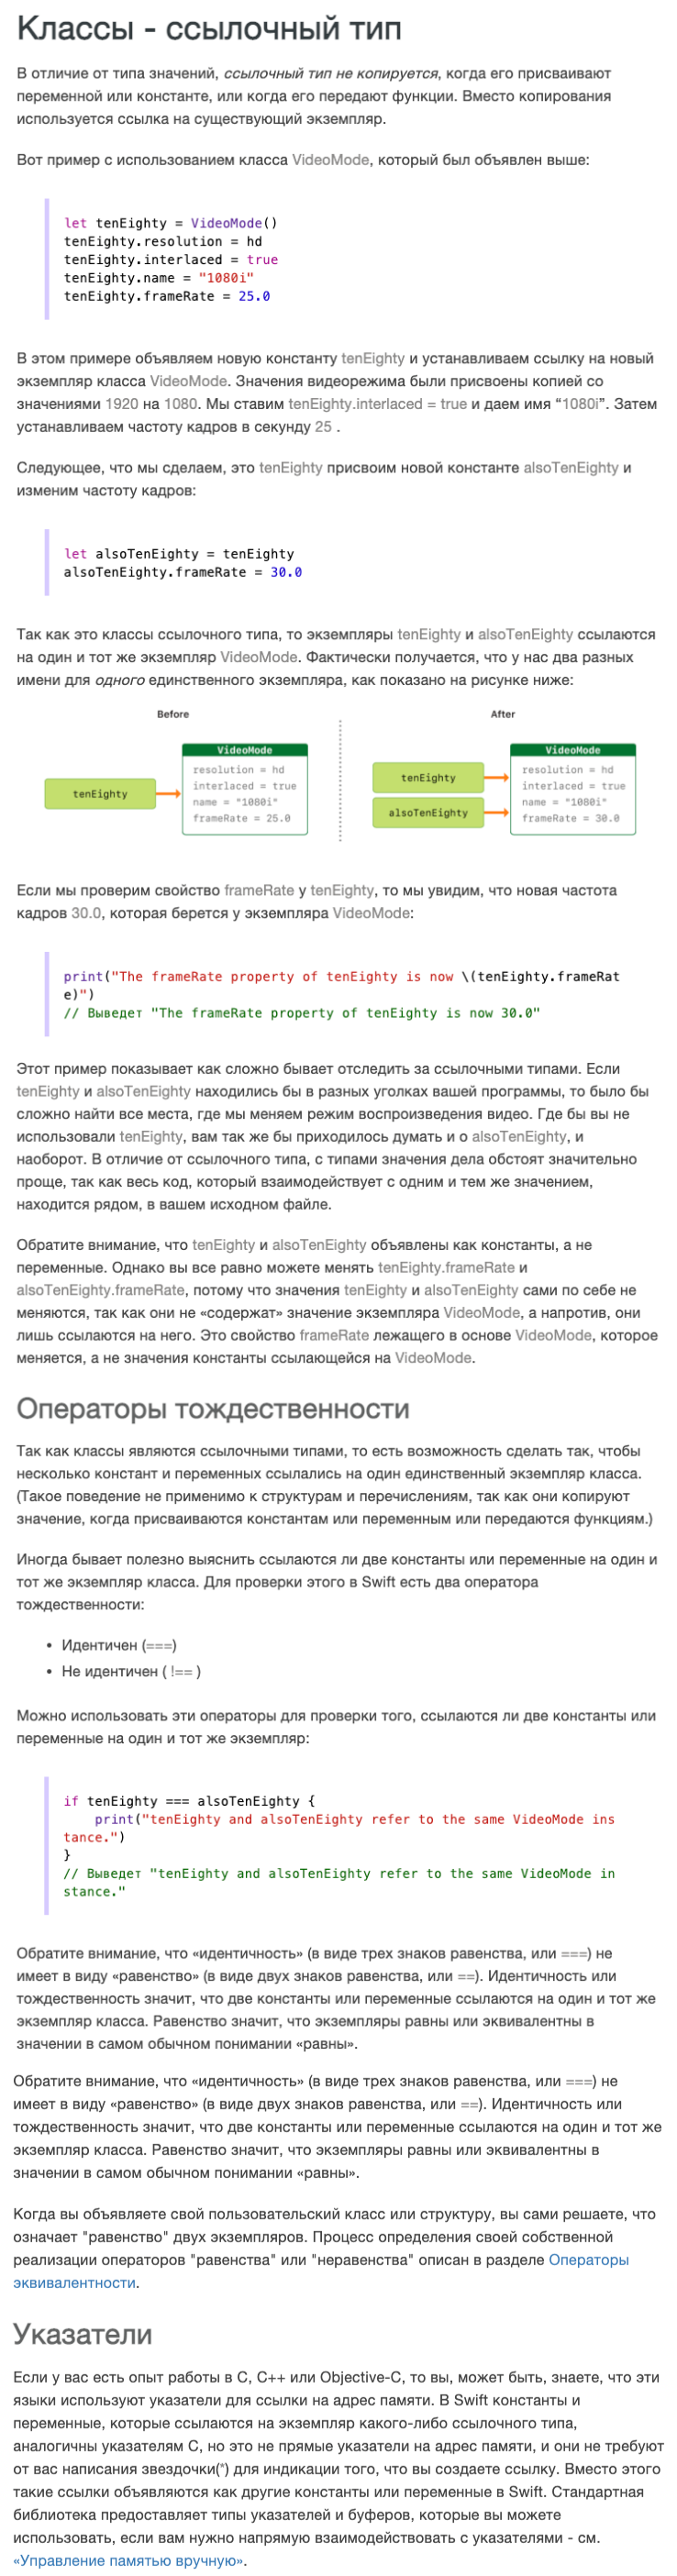 Классы - ссылочный тип
В отличие от типа значений, ссылочный тип не копируется, когда его присваивают
переменной или константе, или когда его передают функции. Вместо копирования
используется ссылка на существующий экземпляр.
Вот пример с использованием класса VideoMode, который был объявлен выше:
let tenEighty = VideoMode()
tenEighty.resolution = hd
tenEighty.interlaced = true
tenEighty.name = "1080i"
tenEighty.frameRate = 25.0
В этом примере объявляем новую константу tenEighty и устанавливаем ссылку на новый
экземпляр класса VideoMode. Значения видеорежима были присвоены копией со
значениями 1920 на 1080. Мы ставим tenEighty.interlaced = true и даем имя “1080i”. Затем
устанавливаем частоту кадров в секунду 25 .
Следующее, что мы сделаем, это tenEighty присвоим новой константе alsoTenEighty и
изменим частоту кадров:
let alsoTenEighty = tenEighty
alsoTenEighty.frameRate = 30.0
Так как это классы ссылочного типа, то экземпляры tenEighty и alsoTenEighty ссылаются
на один и тот же экземпляр VideoMode. Фактически получается, что у нас два разных
имени для одного единственного экземпляра, как показано на рисунке ниже:
Before
VideoMode
tenEighty
resolution = hd
interlaced = true
name = "1080i"
frameRate = 25.0
After
VideoMode
tenEighty
alsoTenEighty
resolution = hd
interlaced = true
name = "1080i"
frameRate = 30.0
Если мы проверим свойство frameRate у tenEighty, то мы увидим, что новая частота
кадров 30.0, которая берется у экземпляра VideoMode:
print("The frameRate property of tenEighty is now \(tenEighty.frameRat
e)")
// Выведет "The frameRate property of tenEighty is now 30.0"
Этот пример показывает как сложно бывает отследить за ссылочными типами. Если
tenEighty и alsoTenEighty находились бы в разных уголках вашей программы, то было бы
сложно найти все места, где мы меняем режим воспроизведения видео. Где бы вы не
использовали tenEighty, вам так же бы приходилось думать и о alsoTenEighty, и
наоборот. В отличие от ссылочного типа, с типами значения дела обстоят значительно
проще, так как весь код, который взаимодействует с одним и тем же значением,
находится рядом, в вашем исходном файле.
Обратите внимание, что tenEighty и alsoTenEighty объявлены как константы, а не
переменные. Однако вы все равно можете менять tenEighty.frameRate и
alsoTenEighty.frameRate, потому что значения tenEighty и alsoTenEighty сами по себе не
меняются, так как они не «содержат» значение экземпляра VideoMode, а напротив, они
лишь ссылаются на него. Это свойство frameRate лежащего в основе VideoMode, которое
меняется, а не значения константы ссылающейся на VideoMode.
Операторы тождественности
Так как классы являются ссылочными типами, то есть возможность сделать так, чтобы
несколько констант и переменных ссылались на один единственный экземпляр класса.
(Такое поведение не применимо к структурам и перечислениям, так как они копируют
значение, когда присваиваются константам или переменным или передаются функциям.)
Иногда бывает полезно выяснить ссылаются ли две константы или переменные на один и
тот же экземпляр класса. Для проверки этого в Swift есть два оператора
тождественности:
• Идентичен (===)
• Не идентичен ( !== )
Можно использовать эти операторы для проверки того, ссылаются ли две константы или
переменные на один и тот же экземпляр:
if tenEighty === alsoTenEighty {
print("tenEighty and alsoTenEighty refer to the same VideoMode ins
tance.")
}
// Выведет "tenEighty and alsoTenEighty refer to the same VideoMode in
stance."
Обратите внимание, что «идентичность» (в виде трех знаков равенства, или ===) не
имеет в виду «равенство» (в виде двух знаков равенства, или ==). Идентичность или
тождественность значит, что две константы или переменные ссылаются на один и тот же
экземпляр класса. Равенство значит, что экземпляры равны или эквивалентны в
значении в самом обычном понимании «равны».
Обратите внимание, что «идентичность» (в виде трех знаков равенства, или ===) не
имеет в виду «равенство» (в виде двух знаков равенства, или ==). Идентичность или
тождественность значит, что две константы или переменные ссылаются на один и тот же
экземпляр класса. Равенство значит, что экземпляры равны или эквивалентны в
значении в самом обычном понимании «равны».
Когда вы объявляете свой пользовательский класс или структуру, вы сами решаете, что
означает "равенство" двух экземпляров. Процесс определения своей собственной
реализации операторов "равенства" или "неравенства" описан в разделе Операторы
эквивалентности.
Указатели
Если у вас есть опыт работы в C, C++ или Objective-C, то вы, может быть, знаете, что эти
языки используют указатели для ссылки на адрес памяти. В Swift константы и
переменные, которые ссылаются на экземпляр какого-либо ссылочного типа,
аналогичны указателям C, но это не прямые указатели на адрес памяти, и они не требуют
от вас написания звездочки(*) для индикации того, что вы создаете ссылку. Вместо этого
такие ссылки объявляются как другие константы или переменные в Swift. Стандартная
библиотека предоставляет типы указателей и буферов, которые вы можете
использовать, если вам нужно напрямую взаимодействовать с указателями - см.
«Управление памятью вручную».